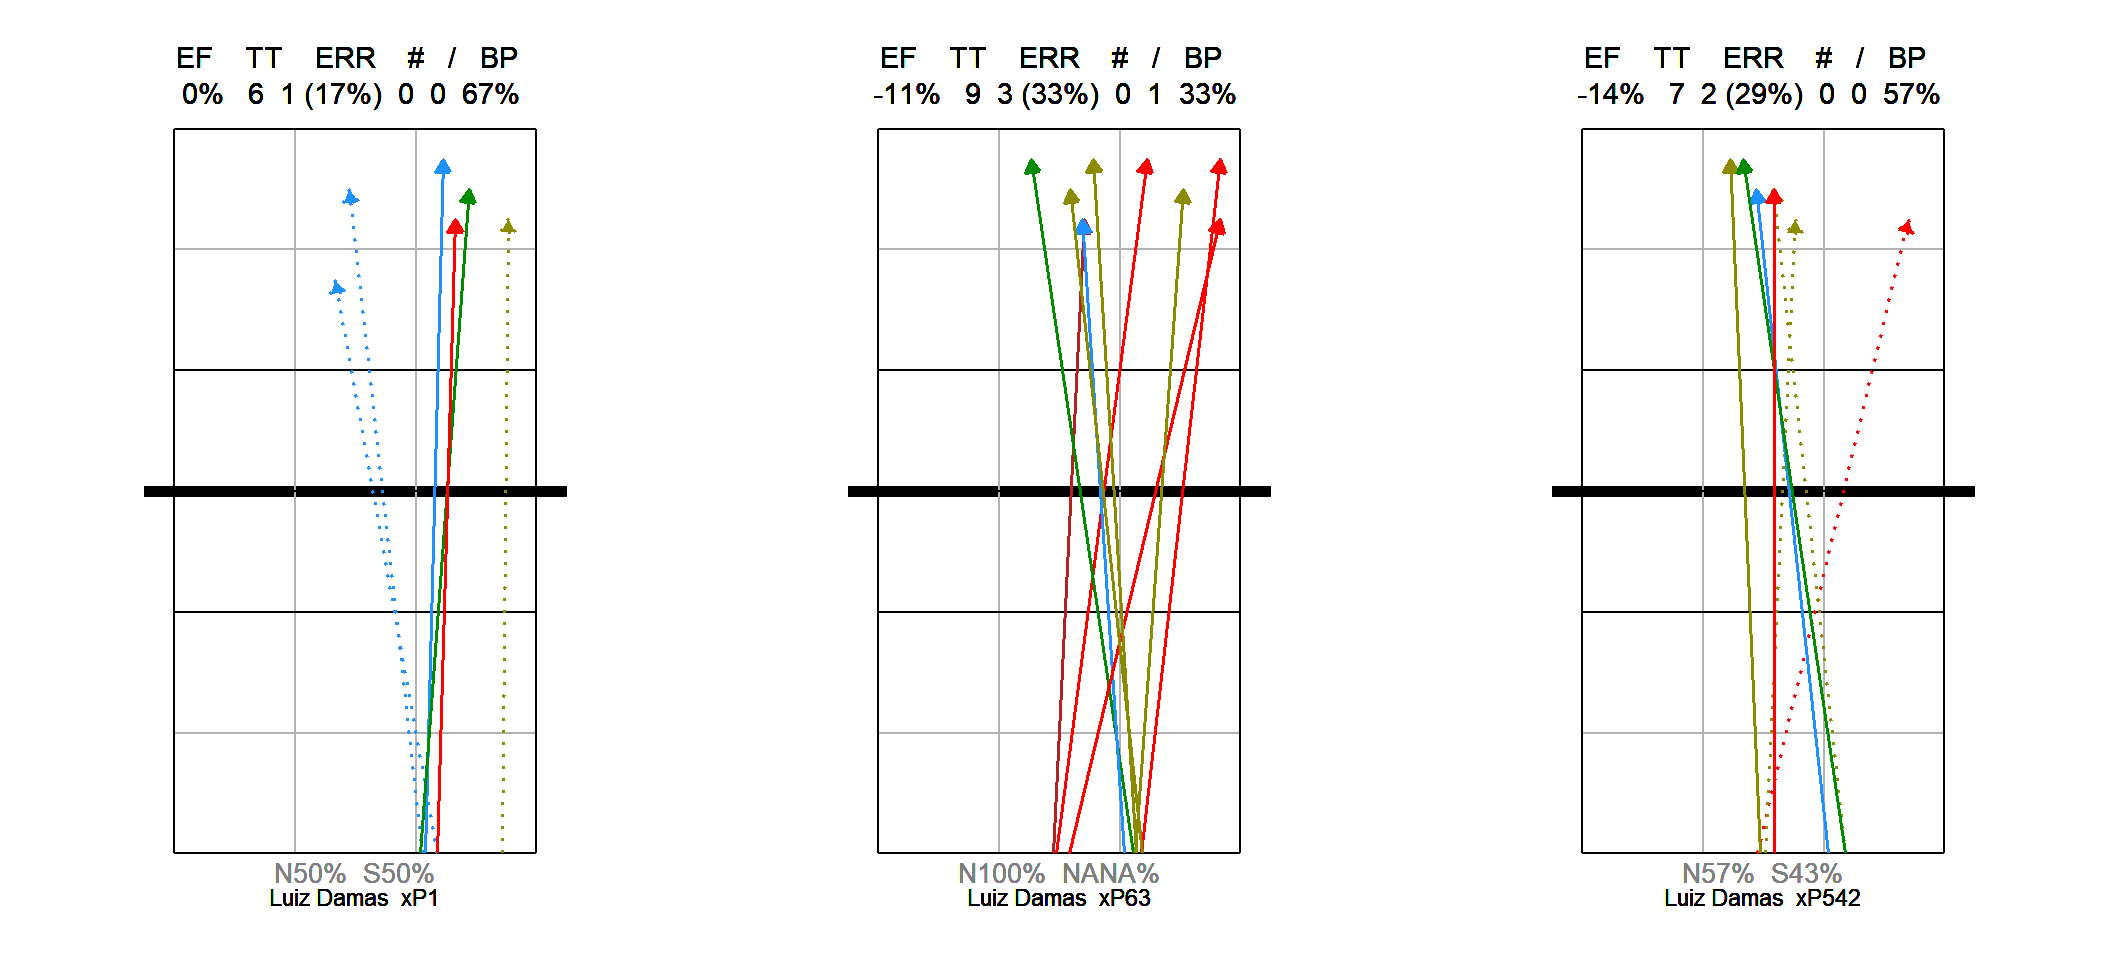 EF TT ERR # / BP
0% 6 1 (17%) 0 0 67%
N50% S50%
Luiz Damas xP1
EF TT ERR # / BP
-11% 9 3 (33%) 0 1 33%
N100% NANA%
Luiz Damas xP63
EF TT ERR # / BP
-14% 7 2 (29%) 0 0 57%
N57% S43%
Luiz Damas xP542